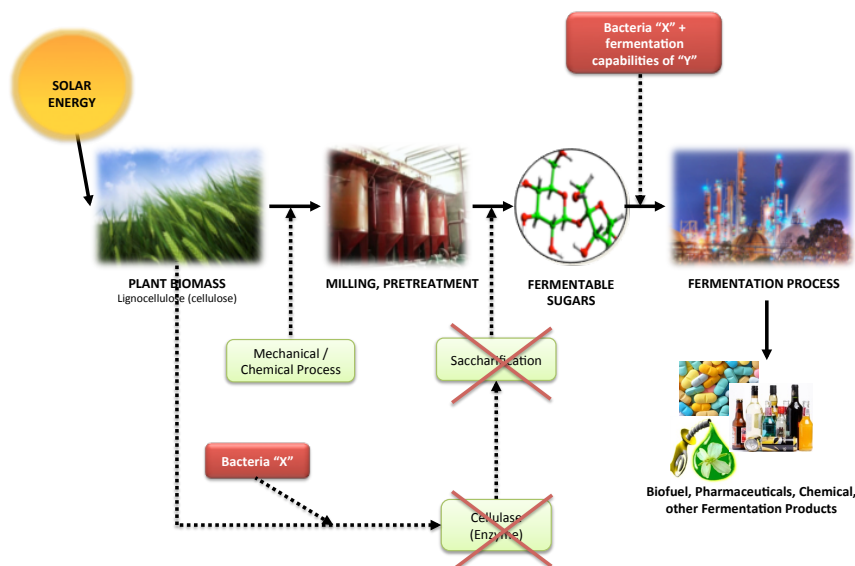 Bacteria “X” +
fermentation
capabilities of “Y”
SOLAR
ENERGY
PLANT BIOMASS
Lignocellulose (cellulose)
MILLING, PRETREATMENT
FERMENTABLE
SUGARS
FERMENTATION PROCESS
Mechanical /
Chemical Process
Saccharification
Bacteria “X”
Cellulase
(Enzyme)
Biofuel, Pharmaceuticals, Chemical,
other Fermentation Products